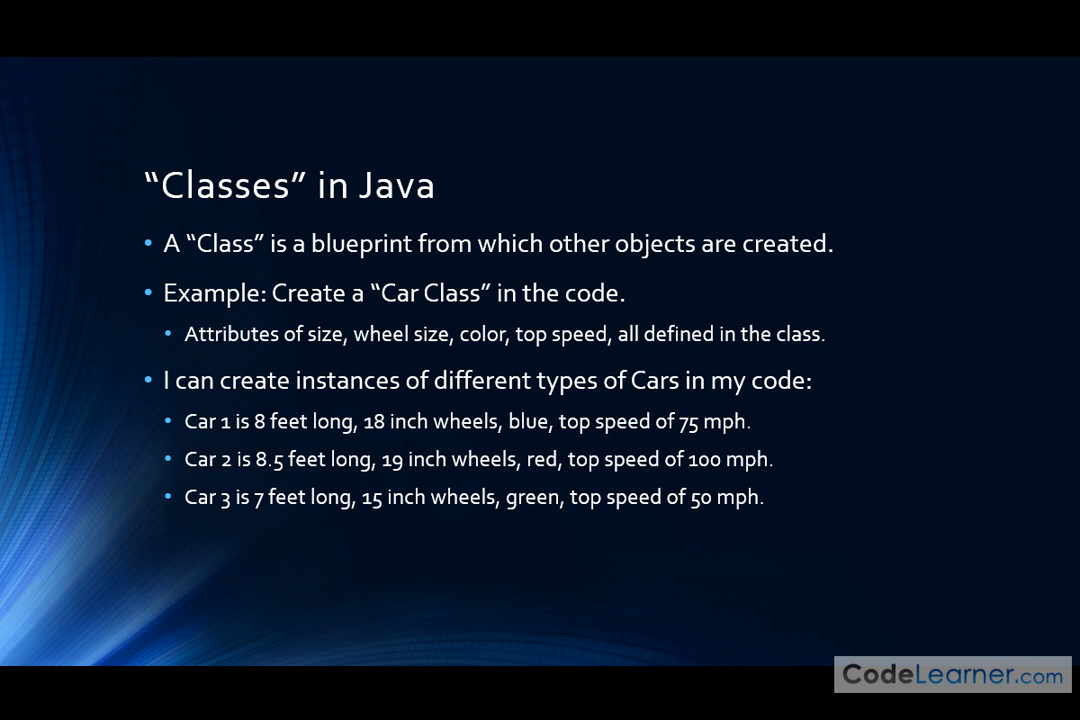 “Classes” in Java
• A “Class” is a blueprint from which other objects are created.
• Example: Create a “Car Class” in the code.
• Attributes of size, wheel size, color, top speed, all defined in the class.
• I can create instances of different types of Cars in my code:
• Car 1 is 8 feet long, 18 inch wheels, blue, top speed of 75 mph.
• Car 2 is 8.5 feet long, 19 inch wheels, red, top speed of 100 mph.
• Car 3 is 7 feet long, 15 inch wheels, green, top speed of 50 mph.
CodeLearner.com